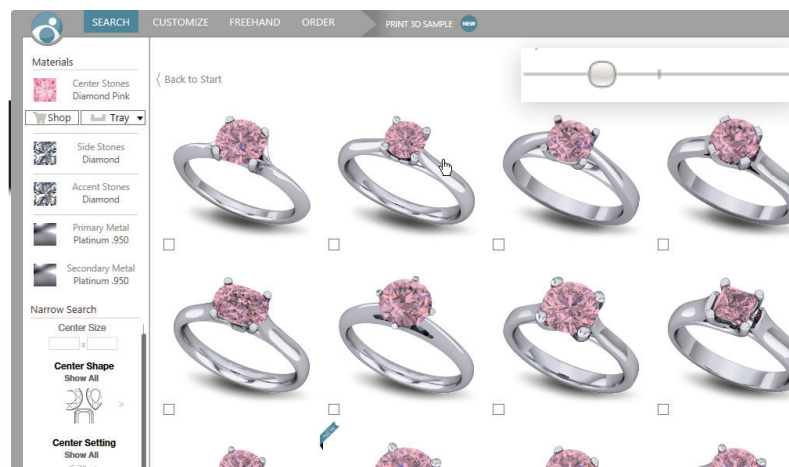 SEARCH CUSTOMIZE FREEHAND ORDER PRINT 3D SAMPLE NEW
Materials
Center Stones
Diamond Pink
Shop Tray
Side Stones
Diamond
Accent Stones
Diamond
Primary Metal
Platinum .950
Secondary Metal
Platinum .950
Narrow Search
Center Size
x
Center Shape
Show All
>
Center Setting
Show All
〈 Back to Start